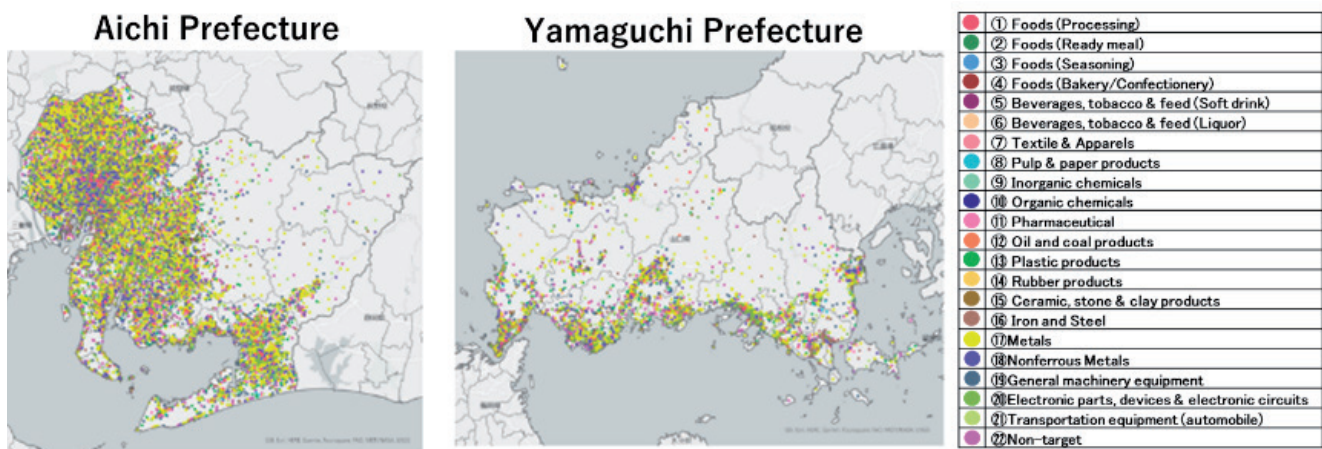 Aichi Prefecture
Yamaguchi Prefecture
① Foods (Processing)
② Foods (Ready meal)
③ Foods (Seasoning)
④ Foods (Bakery/Confectionery)
⑤ Beverages, tobacco & feed (Soft drink)
⑥ Beverages, tobacco & feed (Liquor)
⑦ Textile & Apparels
⑧ Pulp & paper products
⑨ Inorganic chemicals
⑩ Organic chemicals
⑪ Pharmaceutical
⑫ Oil and coal products
⑬ Plastic products
⑭ Rubber products
⑮ Ceramic, stone & clay products
⑯ Iron and Steel
⑰Metals
⑱Nonferrous Metals
⑲General machinery equipment
⑳Electronic parts, devices & electronic circuits
㉑Transportation equipment (automobile)
㉒Non-target